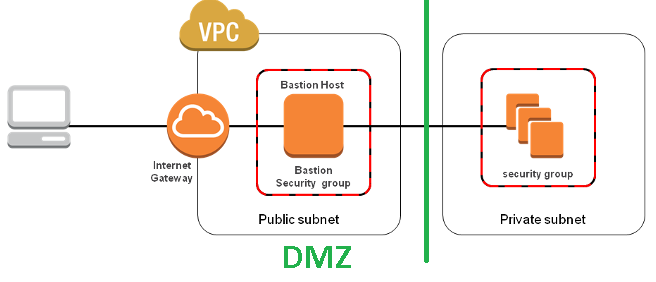 VPC
Bastion Host
Internet
Gateway
Bastion
Security group
security group
Public subnet
Private subnet
DMZ